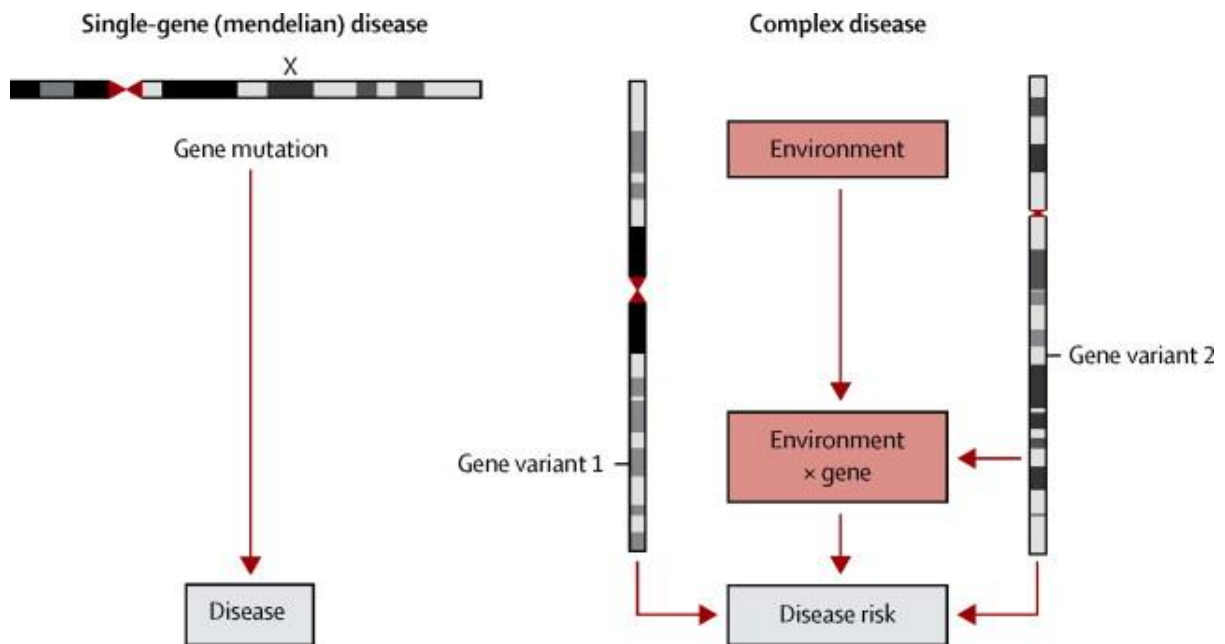 Single-gene (mendelian) disease
X
Gene mutation
Disease
Complex disease
Environment
Gene variant 2
Environment
× gene
Gene variant 1
Disease risk